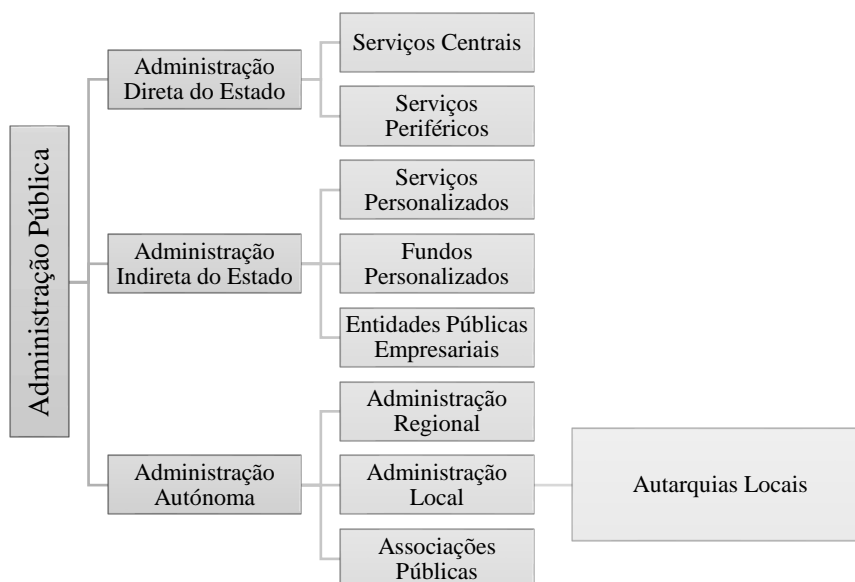 Administração Pública
Administração
Direta do Estado
Serviços Centrais
Serviços
Periféricos
Administração
Indireta do Estado
Serviços
Personalizados
Fundos
Personalizados
Entidades Públicas
Empresariais
Administração
Autónoma
Administração
Regional
Administração
Local
Autarquias Locais
Associações
Públicas